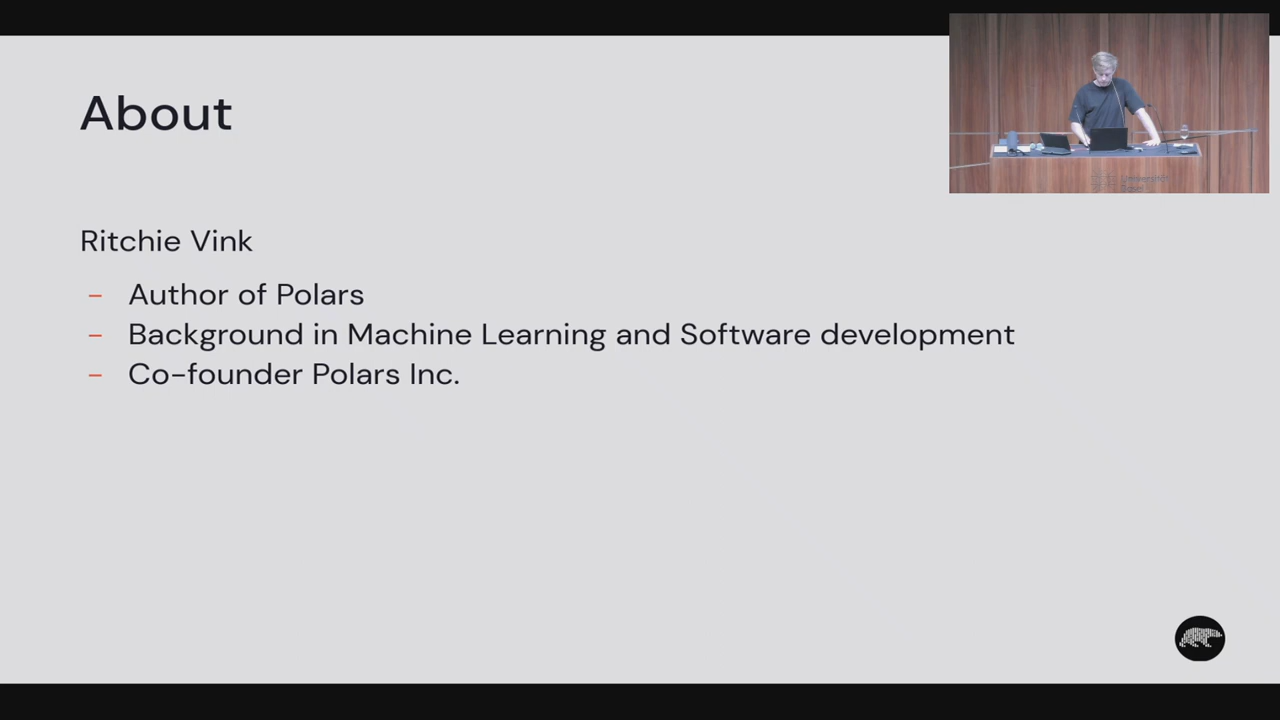 About
Ritchie Vink
– Author of Polars
– Background in Machine Learning and Software development
– Co-founder Polars Inc.